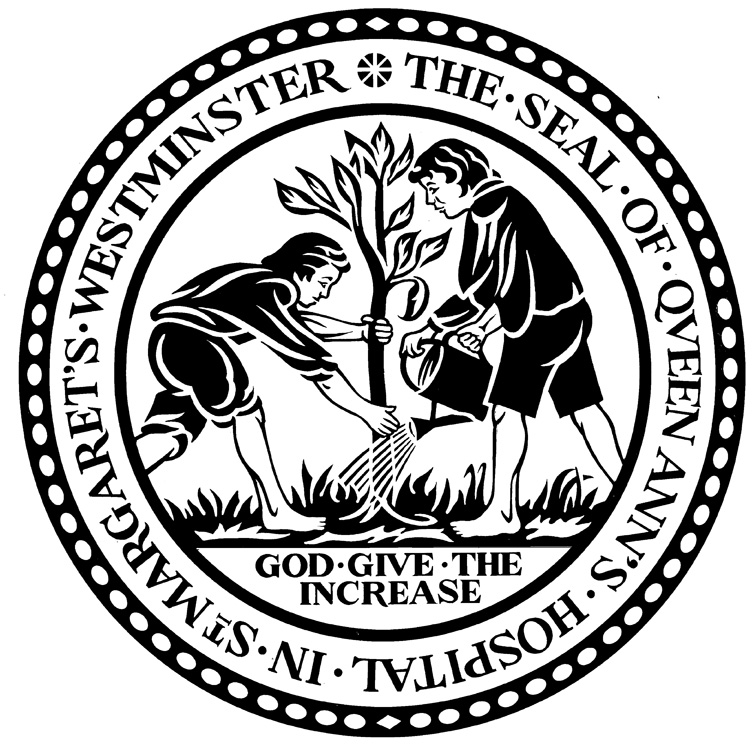 THE·SEAL·OF·QVEEN ANN'S·HOSPITAL·IN·Sᵀ MARGARET'S·WESTMINSTER
GOD·GIVE·THE
INCREASE